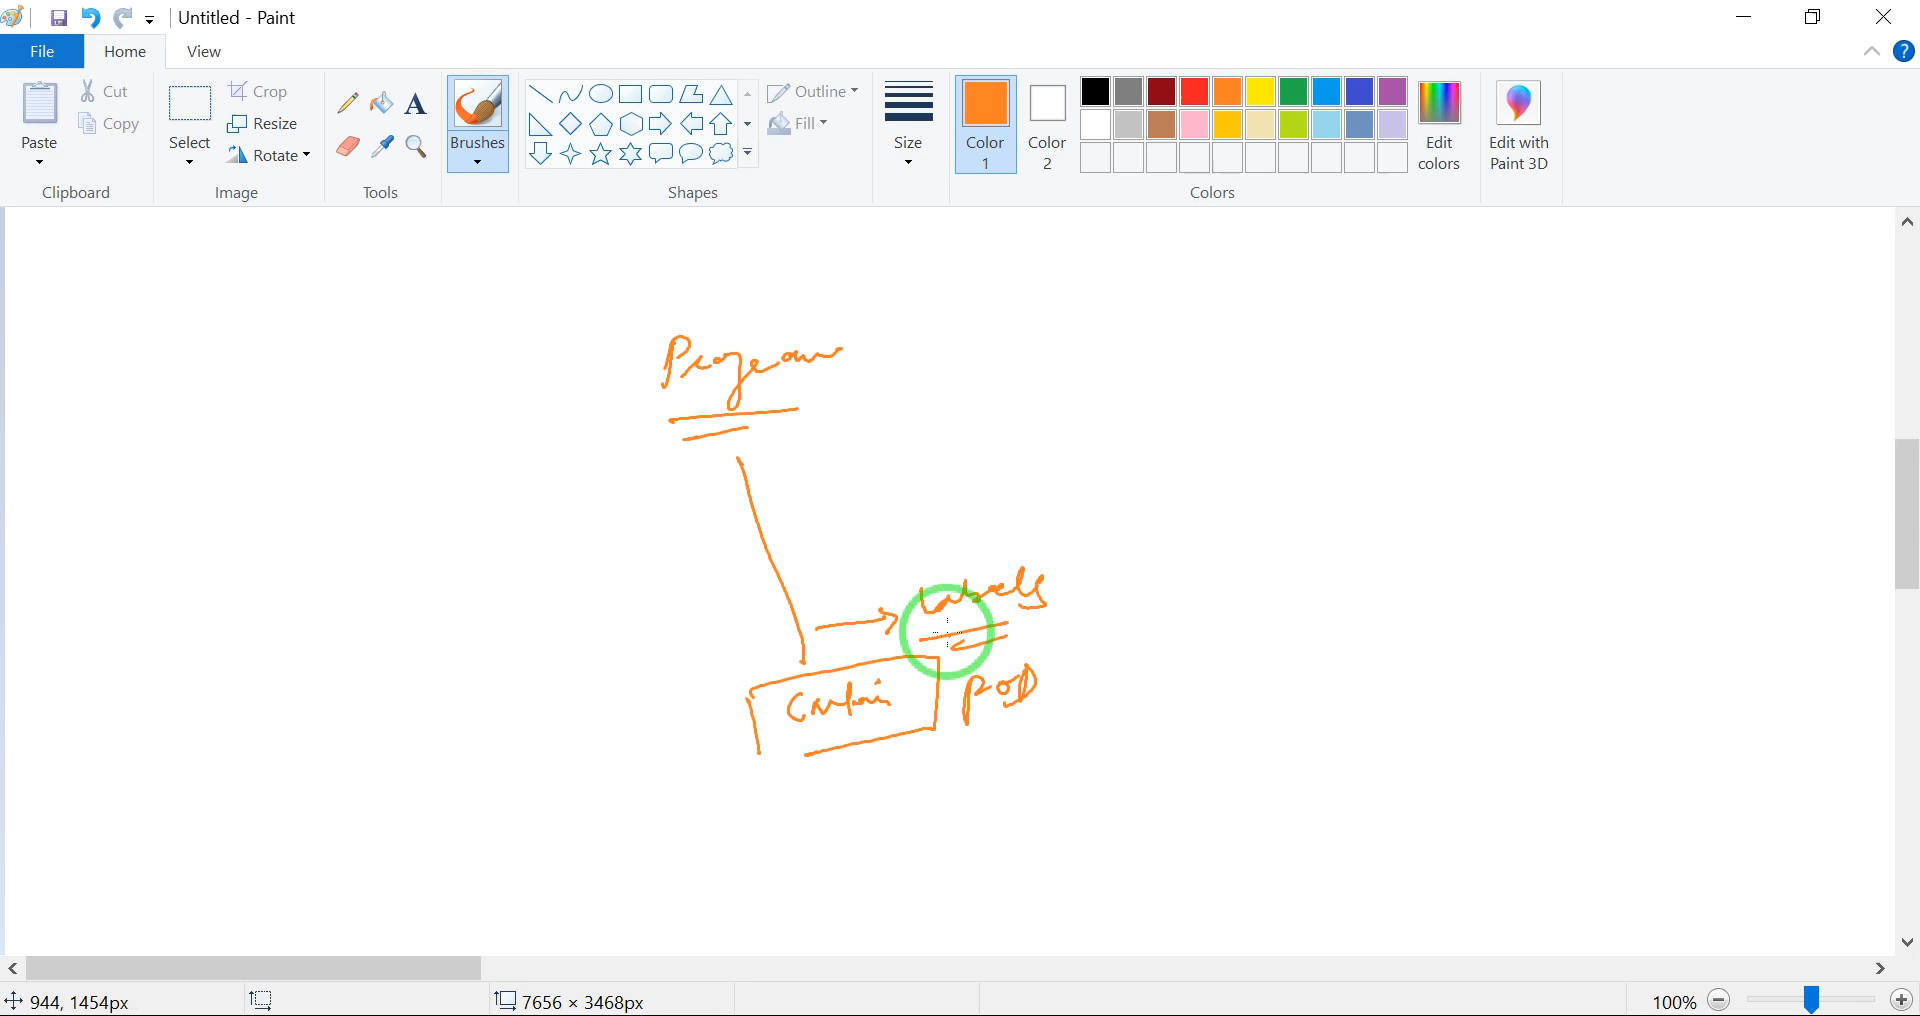 Untitled - Paint
File Home View
Paste
Cut
Copy
Clipboard
Select
Crop
Resize
Rotate
Image
A
Tools
Brushes
Outline
Fill
Shapes
Size
Color 1
Color 2
Edit colors
Colors
Edit with Paint 3D
?
Program
Labels
Contain
POD
944, 1454px
7656 × 3468px
100%